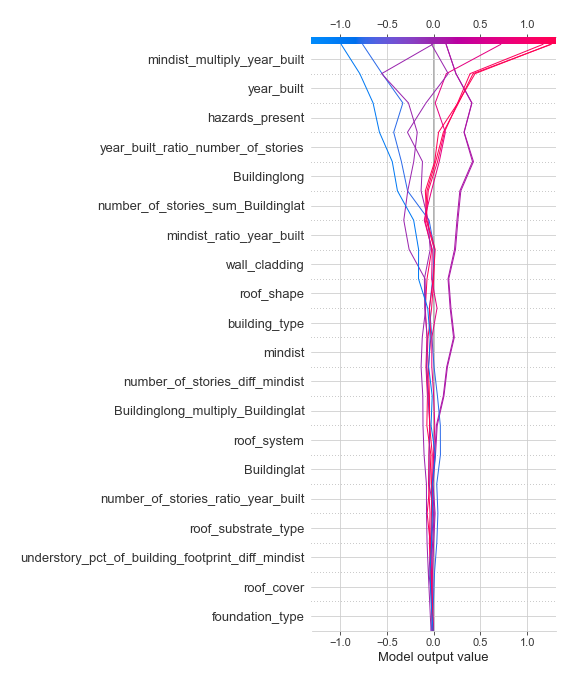 −1.0 −0.5 0.0 0.5 1.0
mindist_multiply_year_built
year_built
hazards_present
year_built_ratio_number_of_stories
Buildinglong
number_of_stories_sum_Buildinglat
mindist_ratio_year_built
wall_cladding
roof_shape
building_type
mindist
number_of_stories_diff_mindist
Buildinglong_multiply_Buildinglat
roof_system
Buildinglat
number_of_stories_ratio_year_built
roof_substrate_type
understory_pct_of_building_footprint_diff_mindist
roof_cover
foundation_type
−1.0 −0.5 0.0 0.5 1.0
Model output value